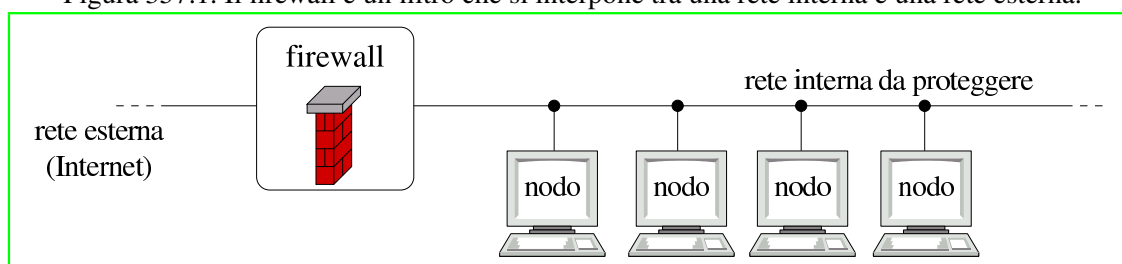 Figura 337.1. Il firewall è un filtro che si interpone tra una rete interna e una rete esterna.
firewall
rete interna da proteggere
rete esterna
(Internet)
nodo nodo nodo nodo